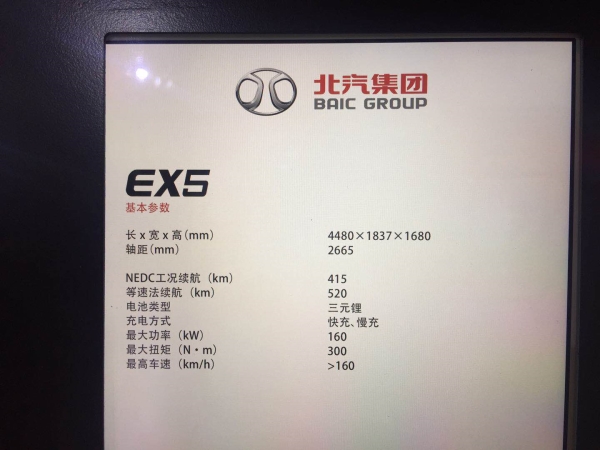 北汽集团
BAIC GROUP
EX5
基本参数
长 x 宽 x 高(mm) 4480×1837×1680
轴距(mm) 2665
NEDC工况续航 (km) 415
等速法续航 (km) 520
电池类型 三元锂
充电方式 快充、慢充
最大功率 (kW) 160
最大扭矩 (N·m) 300
最高车速 (km/h) >160